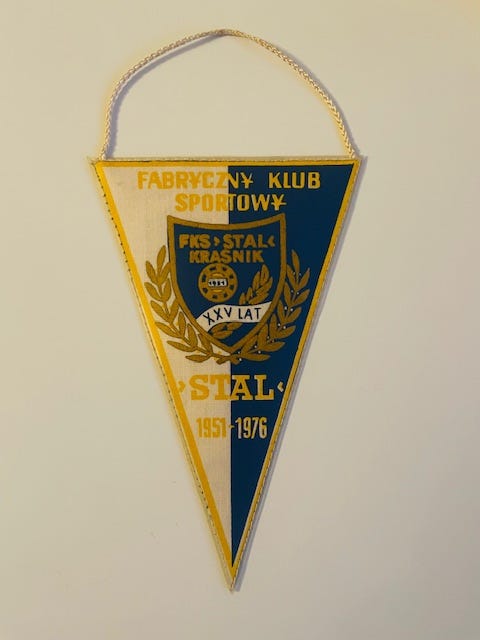 FABRYCZNY KLUB
SPORTOWY
FKS›STAL‹
KRAŚNIK
1951
XXV LAT
›STAL‹
1951-1976